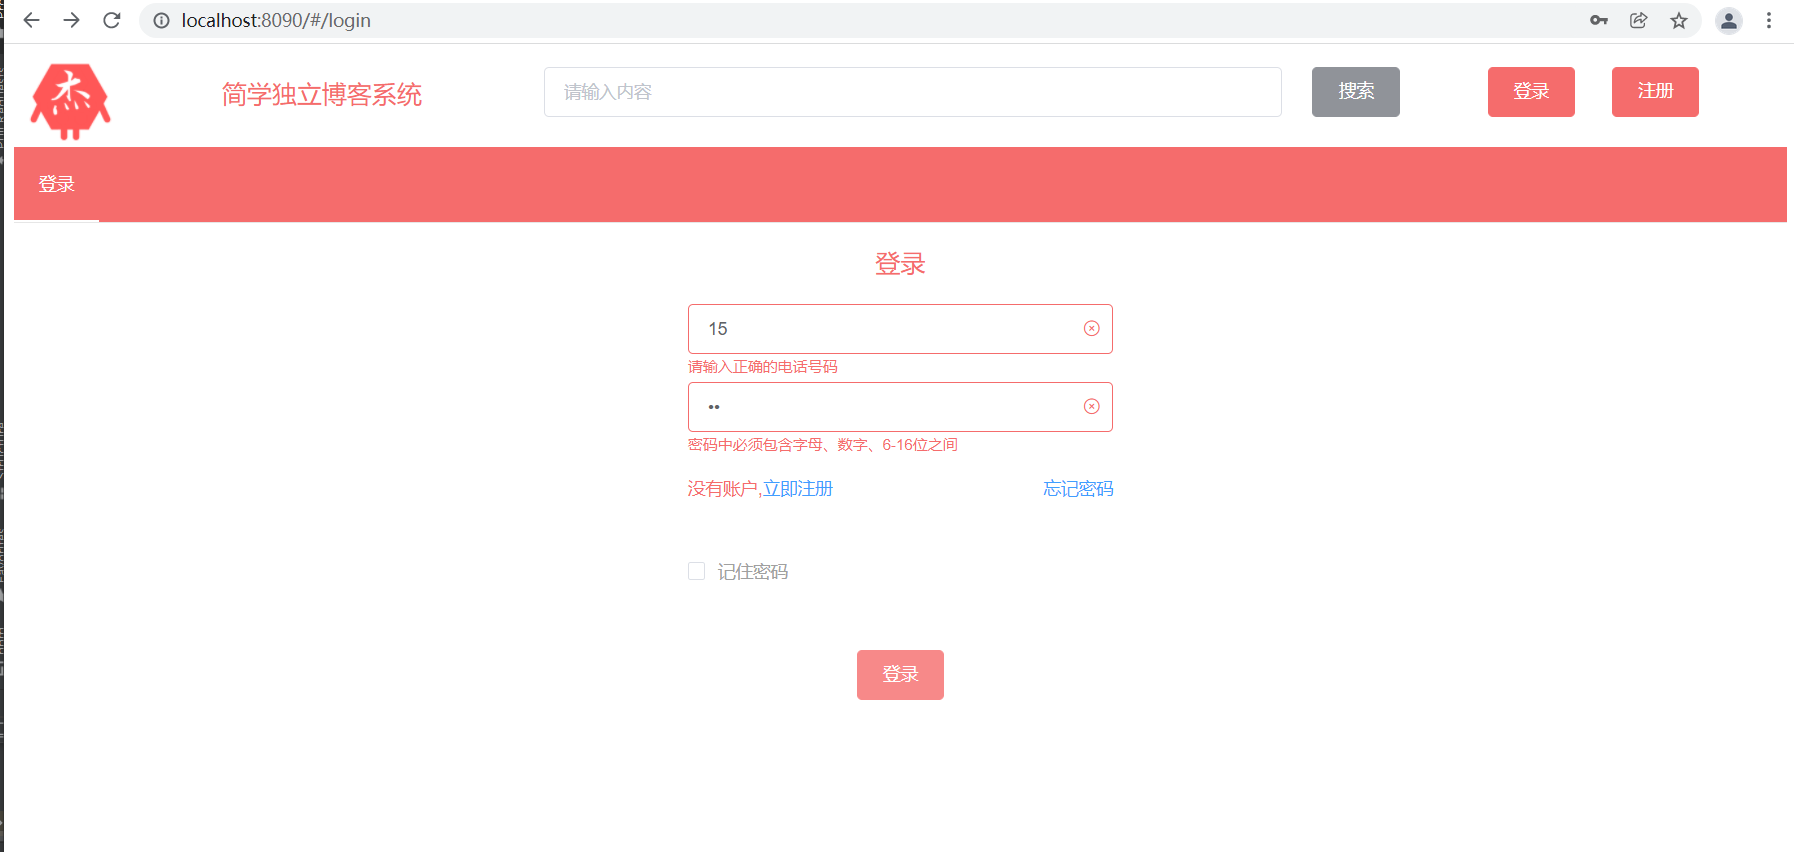 localhost:8090/#/login
杰
简学独立博客系统
请输入内容
搜索
登录
注册
登录
登录
15
请输入正确的电话号码
••
密码中必须包含字母、数字、6-16位之间
没有账户,立即注册
忘记密码
记住密码
登录